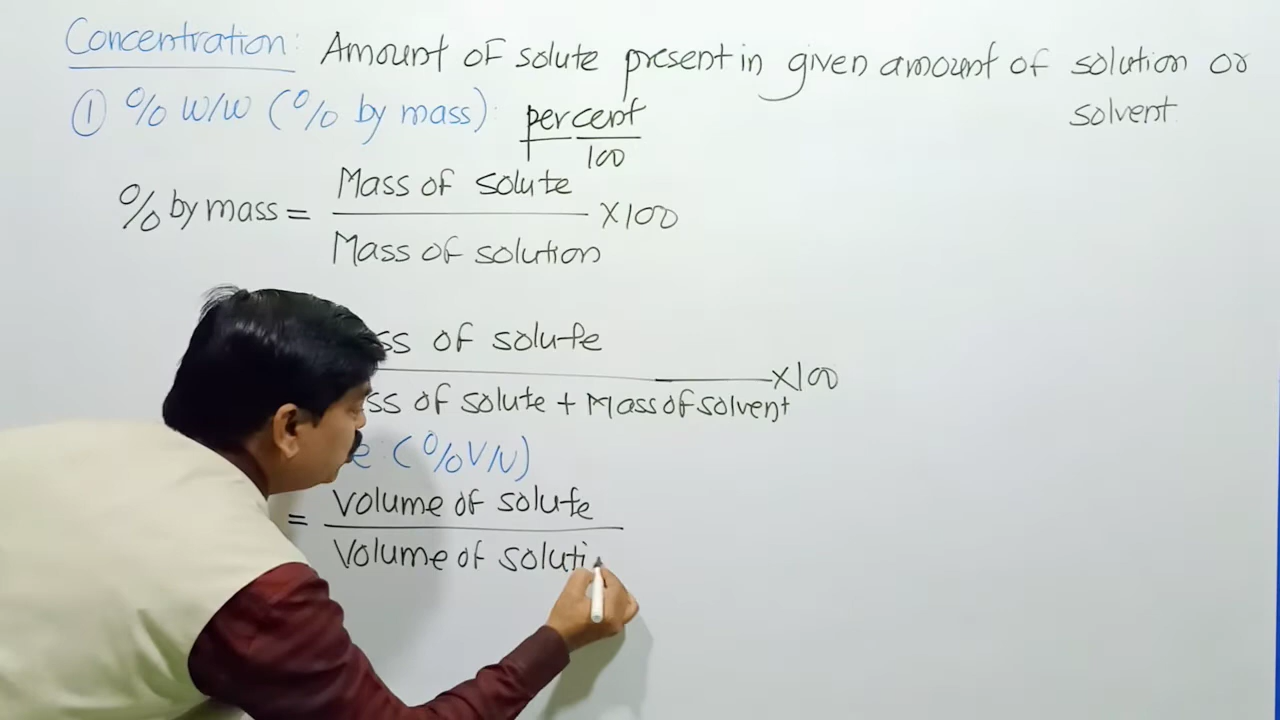 Concentration: Amount of solute present in given amount of solution or
solvent
① % W/W (% by mass): percent
100
% by mass = Mass of solute
× 100
Mass of solution
of solute
× 100
of solute + Mass of solvent
(% V/V)
= Volume of solute
Volume of soluti